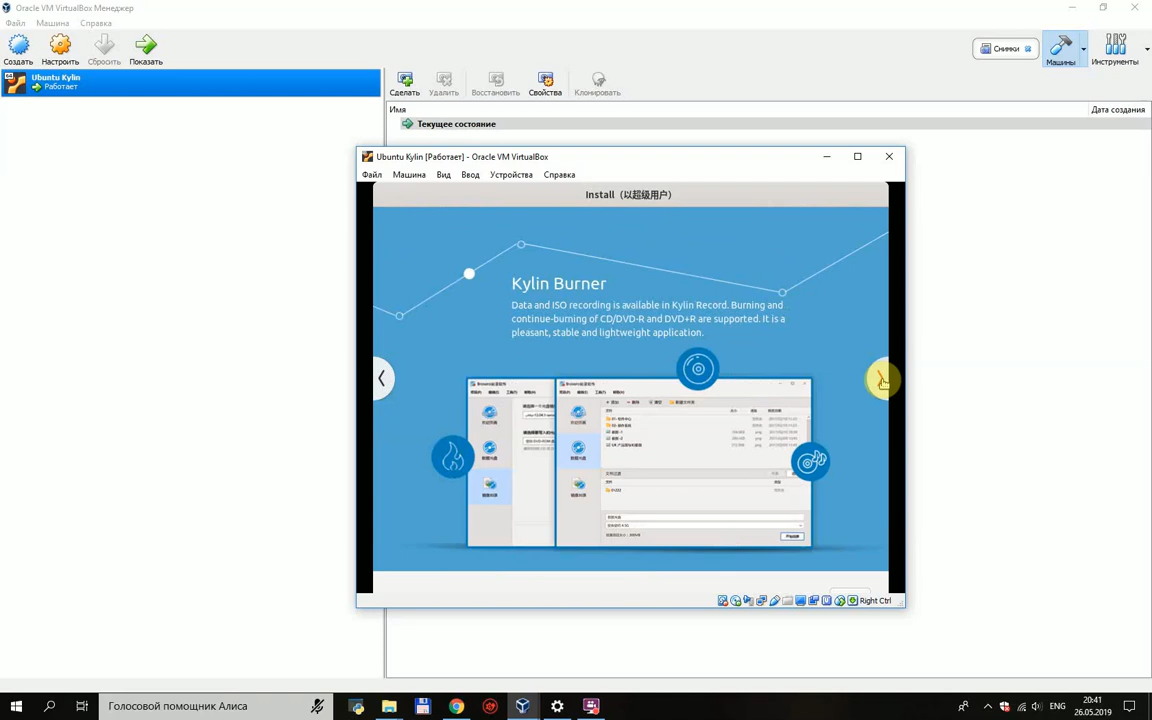 Oracle VM VirtualBox Менеджер
Файл Машина Справка
Создать Настроить Сбросить Показать
Снимки Машины Инструменты
Ubuntu Kylin
Работает
Сделать Удалить Восстановить Свойства Клонировать
Имя Дата создания
Текущее состояние
Ubuntu Kylin [Работает] - Oracle VM VirtualBox
Файл Машина Вид Ввод Устройства Справка
Install（以超级用户）
Kylin Burner
Data and ISO recording is available in Kylin Record. Burning and
continue-burning of CD/DVD-R and DVD+R are supported. It is a
pleasant, stable and lightweight application.
Right Ctrl
Голосовой помощник Алиса
ENG
20:41
26.05.2019